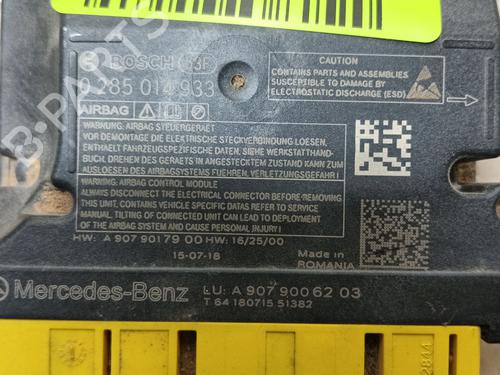 BOSCH
0 285 014 933
AIRBAG
CAUTION
CONTAINS PARTS AND ASSEMBLIES
SUSCEPTIBLE TO DAMAGE BY
ELECTROSTATIC DISCHARGE (ESD)
WARNUNG: AIRBAG STEUERGERAET
VOR DEMONTAGE DIE ELEKTRISCHE STECKVERBINDUNG LOESEN,
ENTHAELT FAHRZEUGSPEZIFISCHE DATEN. SIEHE WERKSTATTHAND-
BUCH. DREHEN DES GERAETS IN ANGESTECKTEM ZUSTAND KANN ZUM
AUSLOESEN DES AIRBAGSYSTEMS FUEHREN, VERLETZUNGSGEFAHR!
WARNING: AIRBAG CONTROL MODULE
ALWAYS DISCONNECT THE ELECTRICAL CONNECTOR BEFORE REMOVING
THIS UNIT. CONTAINS VEHICLE SPECIFIC DATAS REFER TO SERVICE
MANUAL. TILTING OF CONNECTED UNIT CAN LEAD TO DEPLOYMENT
OF THE AIRBAG SYSTEM AND CAUSE PERSONAL INJURY!
HW: A 907 901 79 00 HW: 16/25/00
15-07-18
Made in
ROMANIA
Mercedes-Benz
LU: A 907 900 62 03
T 64 180715 51382
2844
B-Parts